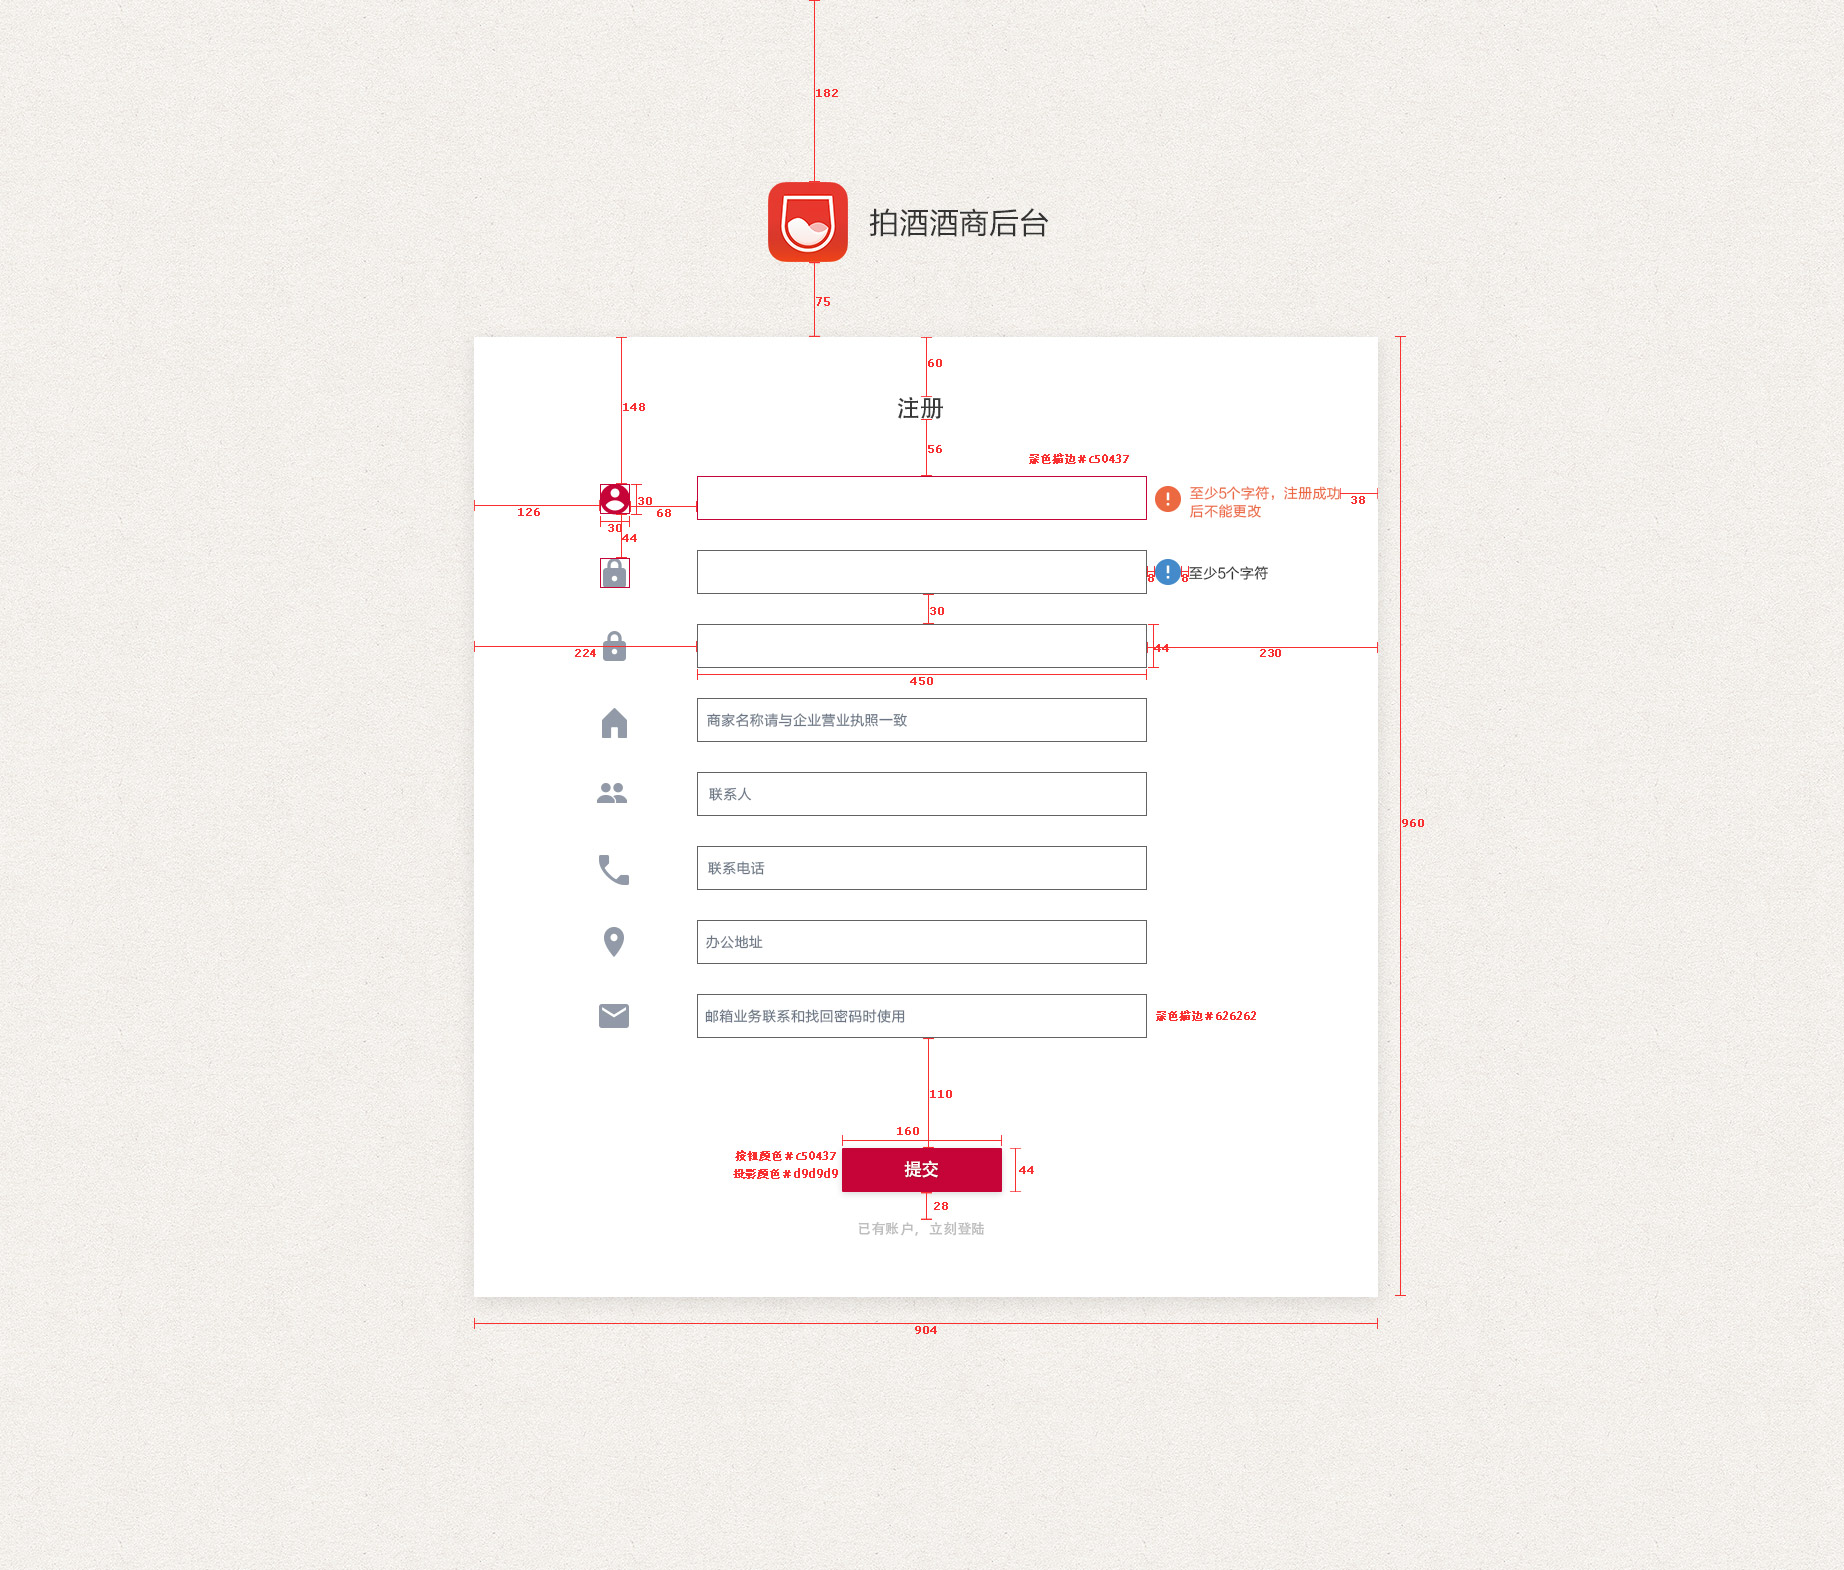 182
拍酒酒商后台
75
60
148
注册
56
深色描边#c50437
30
68
126
30
44
至少5个字符，注册成功
后不能更改
38
8
8
至少5个字符
30
224
44
230
450
商家名称请与企业营业执照一致
联系人
960
联系电话
办公地址
邮箱业务联系和找回密码时使用
深色描边#626262
110
160
按钮颜色#c50437
投影颜色#d9d9d9
提交
44
28
已有账户，立刻登陆
904